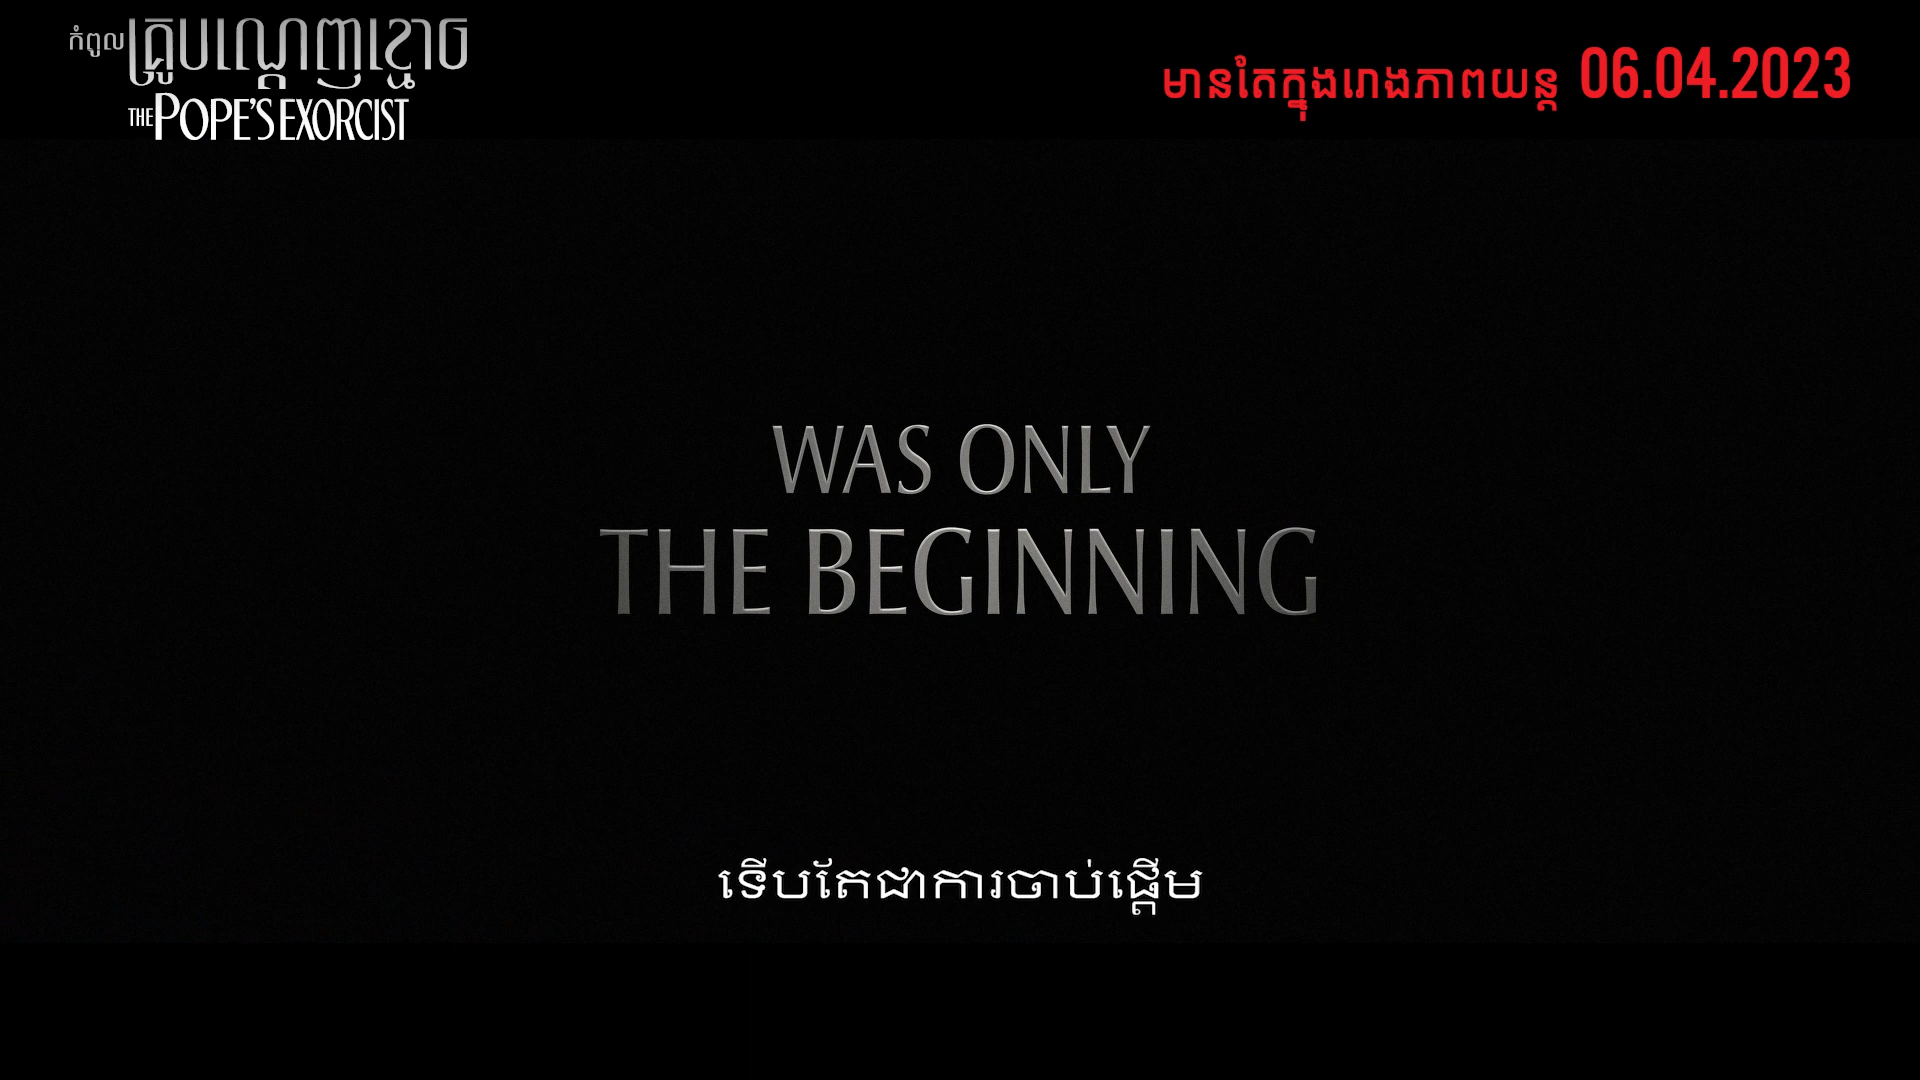 កំពូលគ្រូបណ្តេញខ្មោច
THE POPE'S EXORCIST
មានតែក្នុងរោងភាពយន្ត 06.04.2023
WAS ONLY
THE BEGINNING
ទើបតែជាការចាប់ផ្តើម